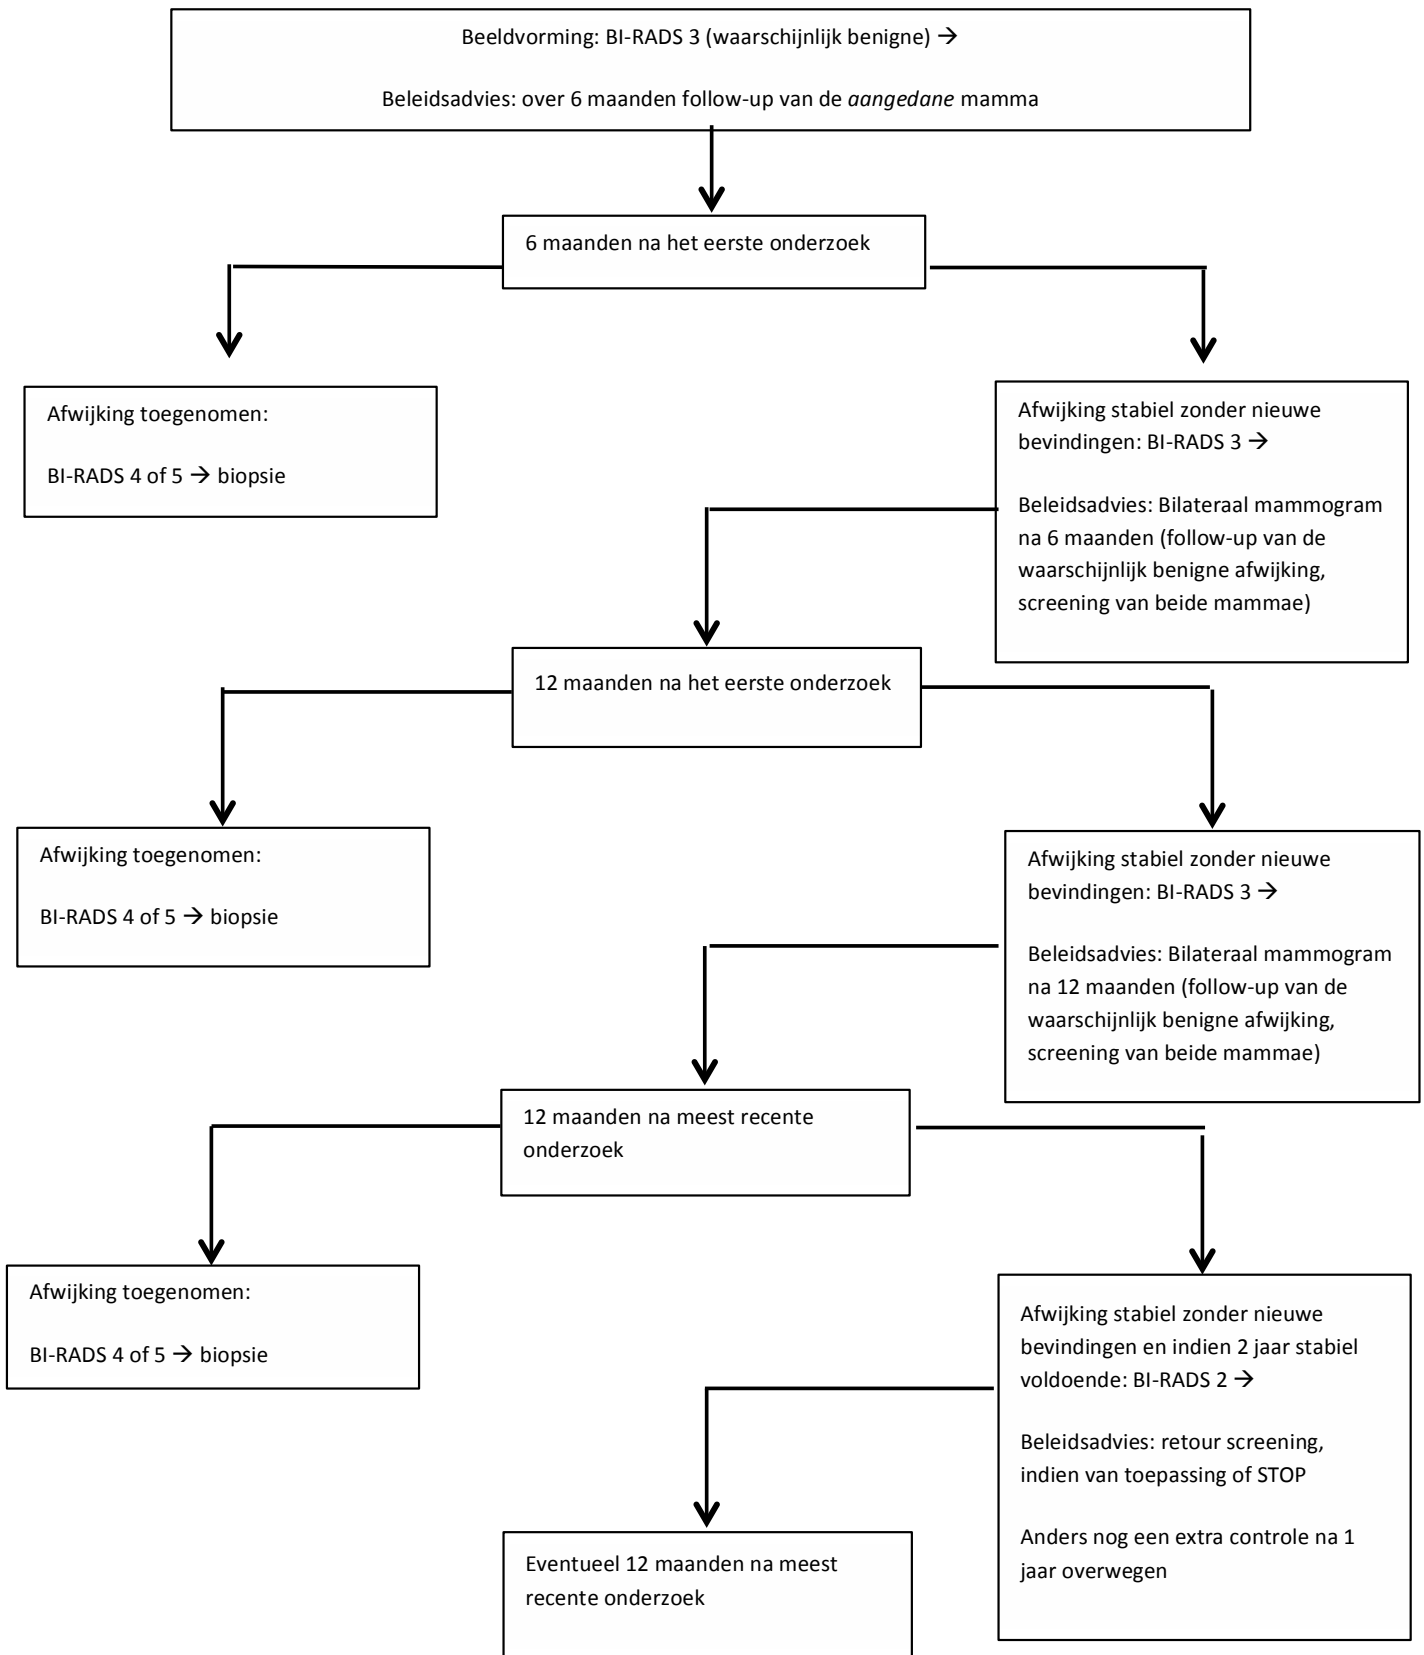 Beeldvorming: BI-RADS 3 (waarschijnlijk benigne) →
Beleidsadvies: over 6 maanden follow-up van de aangedane mamma
6 maanden na het eerste onderzoek
Afwijking toegenomen:
BI-RADS 4 of 5 → biopsie
Afwijking stabiel zonder nieuwe
bevindingen: BI-RADS 3 →
Beleidsadvies: Bilateraal mammogram
na 6 maanden (follow-up van de
waarschijnlijk benigne afwijking,
screening van beide mammae)
12 maanden na het eerste onderzoek
Afwijking toegenomen:
BI-RADS 4 of 5 → biopsie
Afwijking stabiel zonder nieuwe
bevindingen: BI-RADS 3 →
Beleidsadvies: Bilateraal mammogram
na 12 maanden (follow-up van de
waarschijnlijk benigne afwijking,
screening van beide mammae)
12 maanden na meest recente
onderzoek
Afwijking toegenomen:
BI-RADS 4 of 5 → biopsie
Afwijking stabiel zonder nieuwe
bevindingen en indien 2 jaar stabiel
voldoende: BI-RADS 2 →
Beleidsadvies: retour screening,
indien van toepassing of STOP
Anders nog een extra controle na 1
jaar overwegen
Eventueel 12 maanden na meest
recente onderzoek